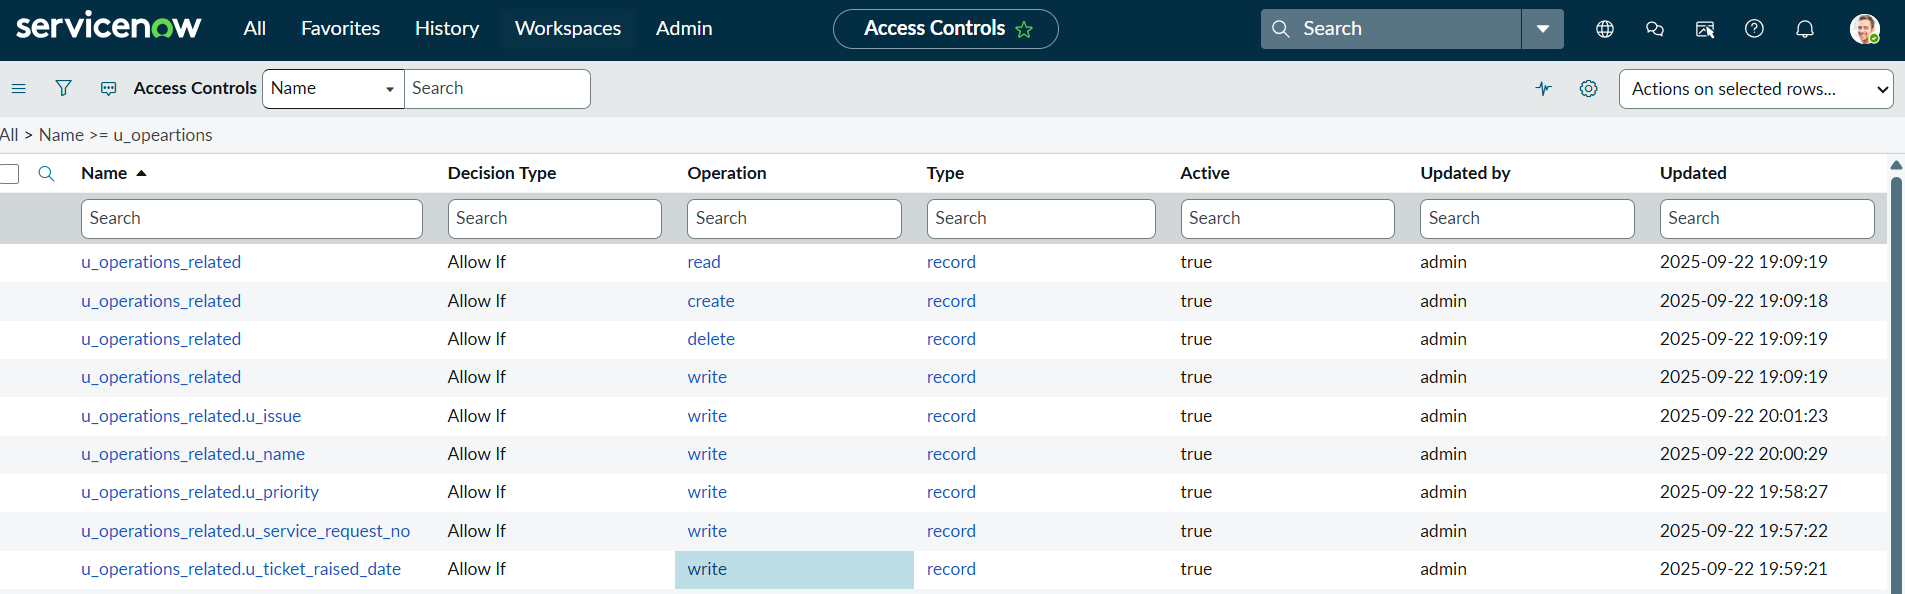 servicenow All Favorites History Workspaces Admin Access Controls Search
Access Controls Name Search Actions on selected rows...
All > Name >= u_opeartions
Name Decision Type Operation Type Active Updated by Updated
Search Search Search Search Search Search Search
u_operations_related Allow If read record true admin 2025-09-22 19:09:19
u_operations_related Allow If create record true admin 2025-09-22 19:09:18
u_operations_related Allow If delete record true admin 2025-09-22 19:09:19
u_operations_related Allow If write record true admin 2025-09-22 19:09:19
u_operations_related.u_issue Allow If write record true admin 2025-09-22 20:01:23
u_operations_related.u_name Allow If write record true admin 2025-09-22 20:00:29
u_operations_related.u_priority Allow If write record true admin 2025-09-22 19:58:27
u_operations_related.u_service_request_no Allow If write record true admin 2025-09-22 19:57:22
u_operations_related.u_ticket_raised_date Allow If write record true admin 2025-09-22 19:59:21